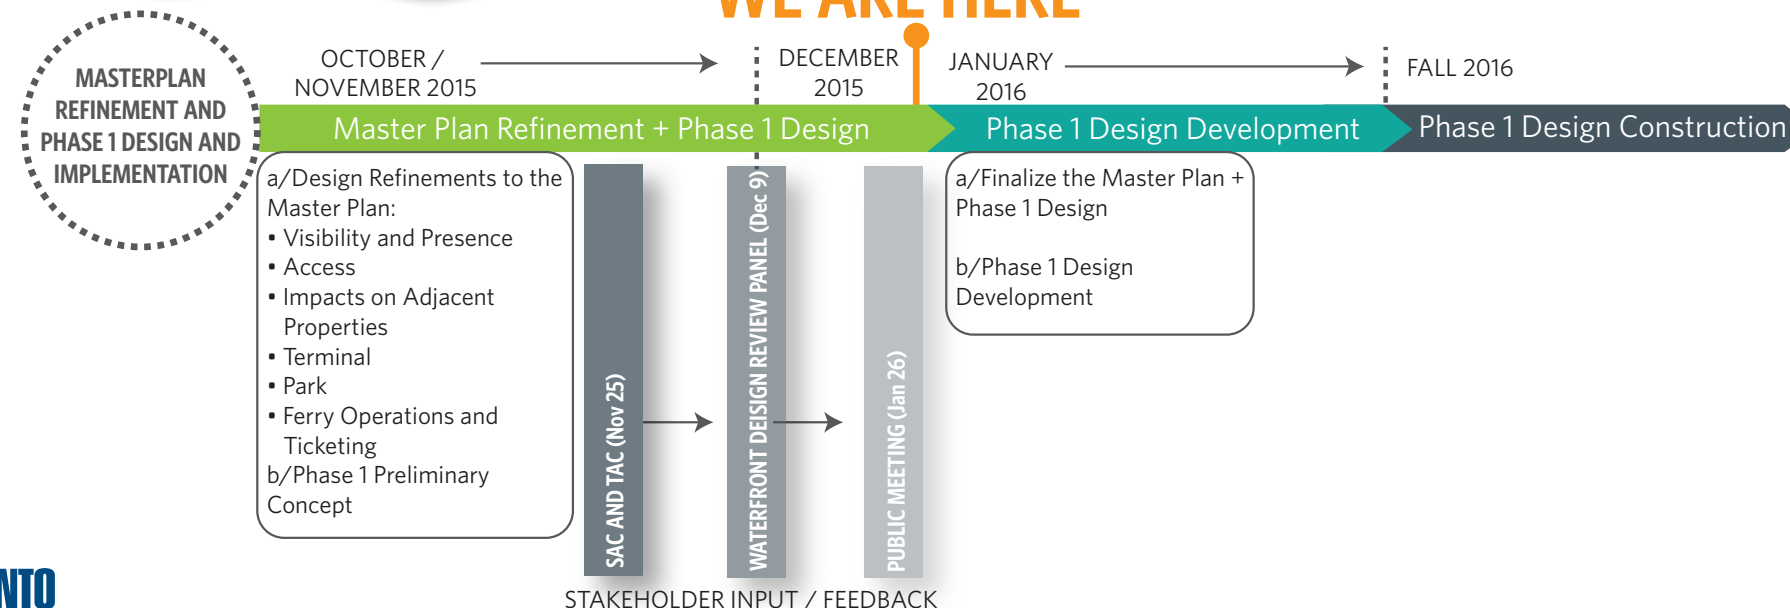 WE ARE HERE
MASTERPLAN
REFINEMENT AND
PHASE 1 DESIGN AND
IMPLEMENTATION
OCTOBER /
NOVEMBER 2015
DECEMBER
2015
JANUARY
2016
FALL 2016
Master Plan Refinement + Phase 1 Design
Phase 1 Design Development
Phase 1 Design Construction
a/Design Refinements to the
Master Plan:
• Visibility and Presence
• Access
• Impacts on Adjacent
Properties
• Terminal
• Park
• Ferry Operations and
Ticketing
b/Phase 1 Preliminary
Concept
SAC AND TAC (Nov 25)
WATERFRONT DEISIGN REVIEW PANEL (Dec 9)
PUBLIC MEETING (Jan 26)
a/Finalize the Master Plan +
Phase 1 Design
b/Phase 1 Design
Development
STAKEHOLDER INPUT / FEEDBACK
NTO